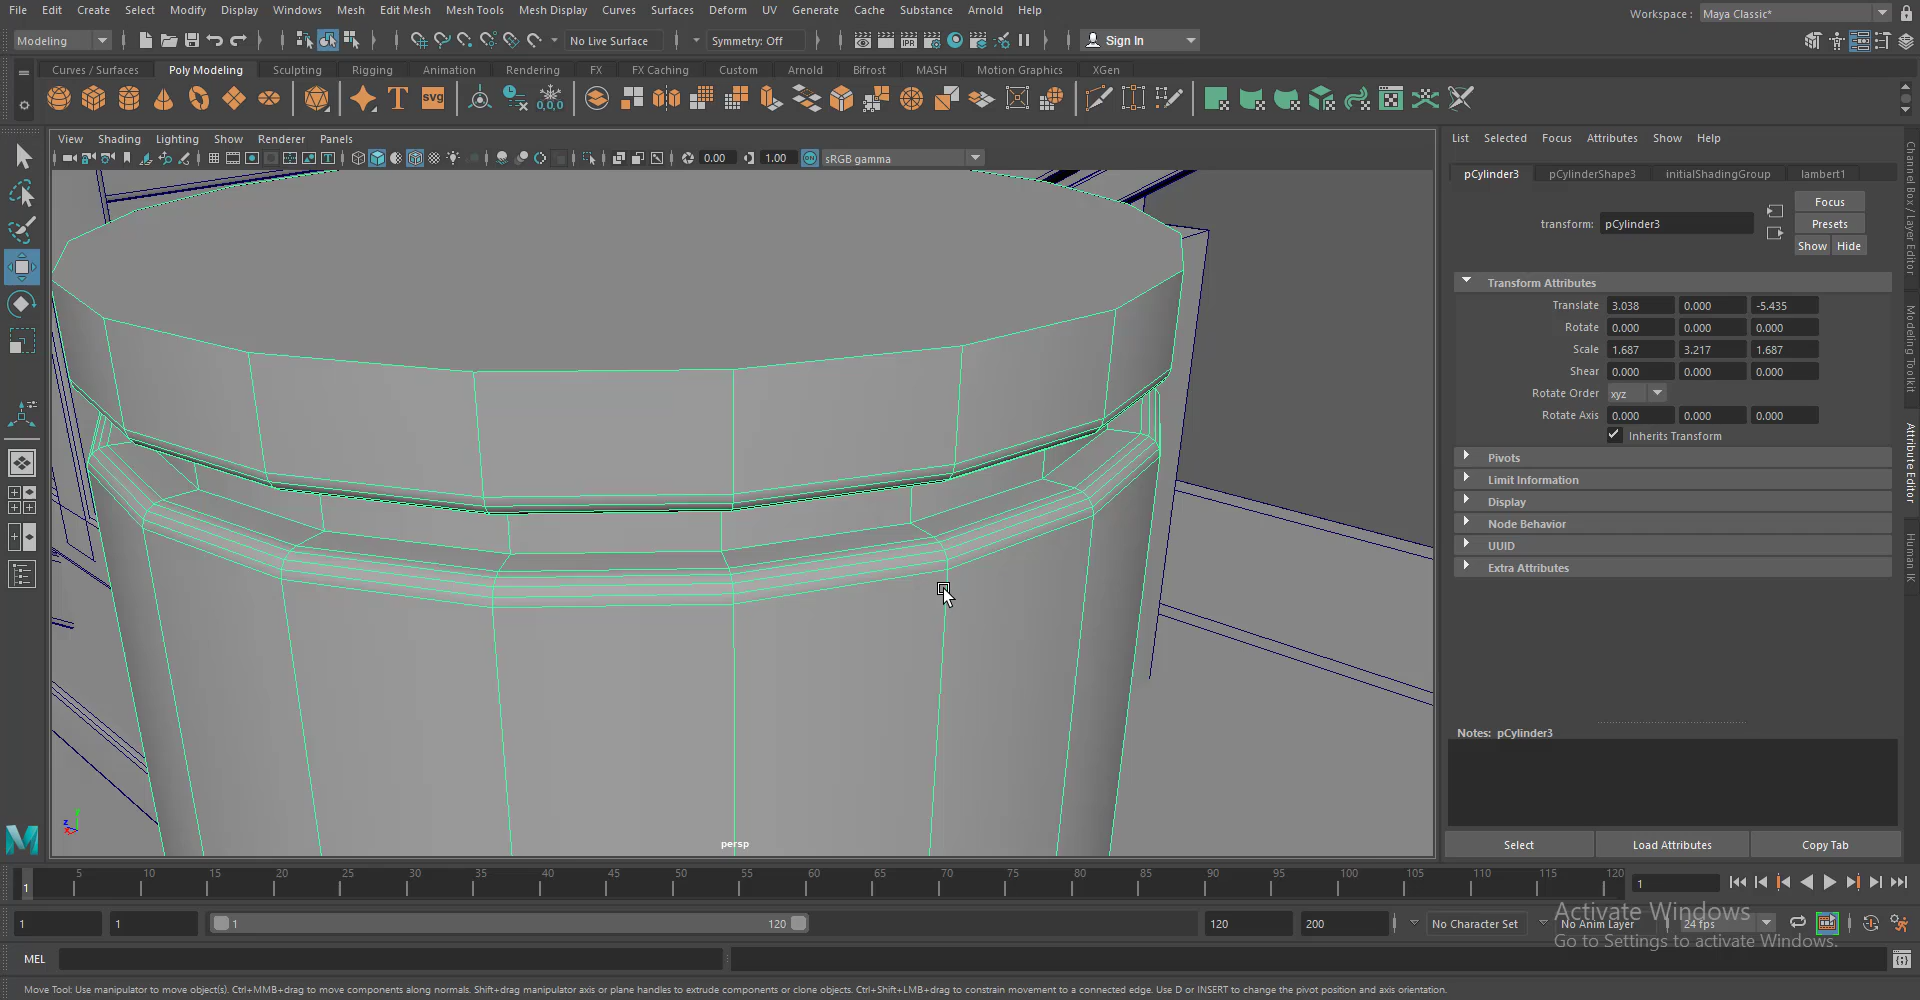 File Edit Create Select Modify Display Windows Mesh Edit Mesh Mesh Tools Mesh Display Curves Surfaces Deform UV Generate Cache Substance Arnold Help
Workspace : Maya Classic*
Modeling No Live Surface Symmetry: Off Sign In
Curves / Surfaces Poly Modeling Sculpting Rigging Animation Rendering FX FX Caching Custom Arnold Bifrost MASH Motion Graphics XGen
View Shading Lighting Show Renderer Panels
0.00 1.00 sRGB gamma
persp
List Selected Focus Attributes Show Help
pCylinder3 pCylinderShape3 initialShadingGroup lambert1
Focus
transform: pCylinder3 Presets
Show Hide
Transform Attributes
Translate 3.038 0.000 -5.435
Rotate 0.000 0.000 0.000
Scale 1.687 3.217 1.687
Shear 0.000 0.000 0.000
Rotate Order xyz
Rotate Axis 0.000 0.000 0.000
Inherits Transform
Pivots
Limit Information
Display
Node Behavior
UUID
Extra Attributes
Notes: pCylinder3
Select Load Attributes Copy Tab
Channel Box / Layer Editor
Modeling Toolkit
Attribute Editor
Human IK
1 5 10 15 20 25 30 35 40 45 50 55 60 65 70 75 80 85 90 95 100 105 110 115 120 1
1 1 1 120 120 200 No Character Set No Anim Layer 24 fps
Activate Windows
Go to Settings to activate Windows.
MEL
Move Tool: Use manipulator to move object(s). Ctrl+MMB+drag to move components along normals. Shift+drag manipulator axis or plane handles to extrude components or clone objects. Ctrl+Shift+LMB+drag to constrain movement to a connected edge. Use D or INSERT to change the pivot position and axis orientation.